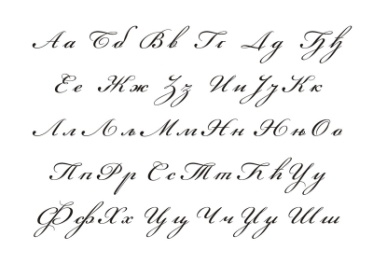 Аа Бб Вв Гг Дд Ђђ
Ее Жж Зз Ии Јј Кк
Лл Љљ Мм Нн Њњ Оо
Пп Рр Сс Тт Ћћ Уу
Фф Хх Цц Чч Џџ Шш